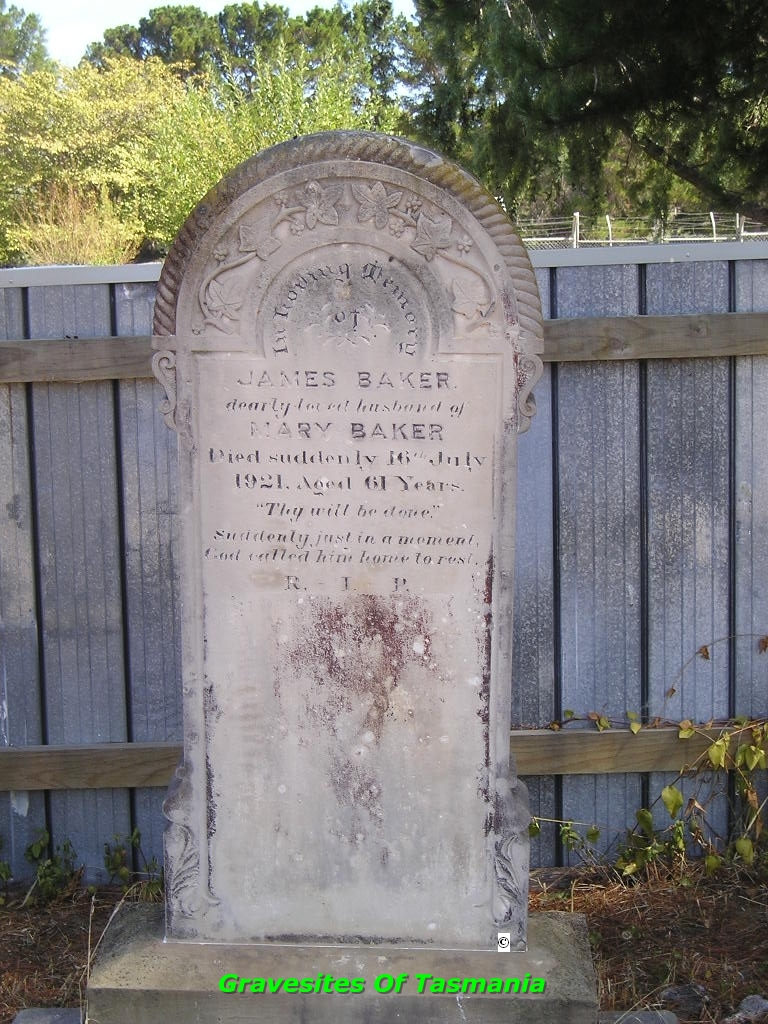 In Loving Memory
of
JAMES BAKER.
dearly loved husband of
MARY BAKER
Died suddenly 16th July
1921. Aged 61 Years.
"Thy will be done."
Suddenly, just in a moment,
God called him home to rest.
R. I. P.
©
Gravesites Of Tasmania